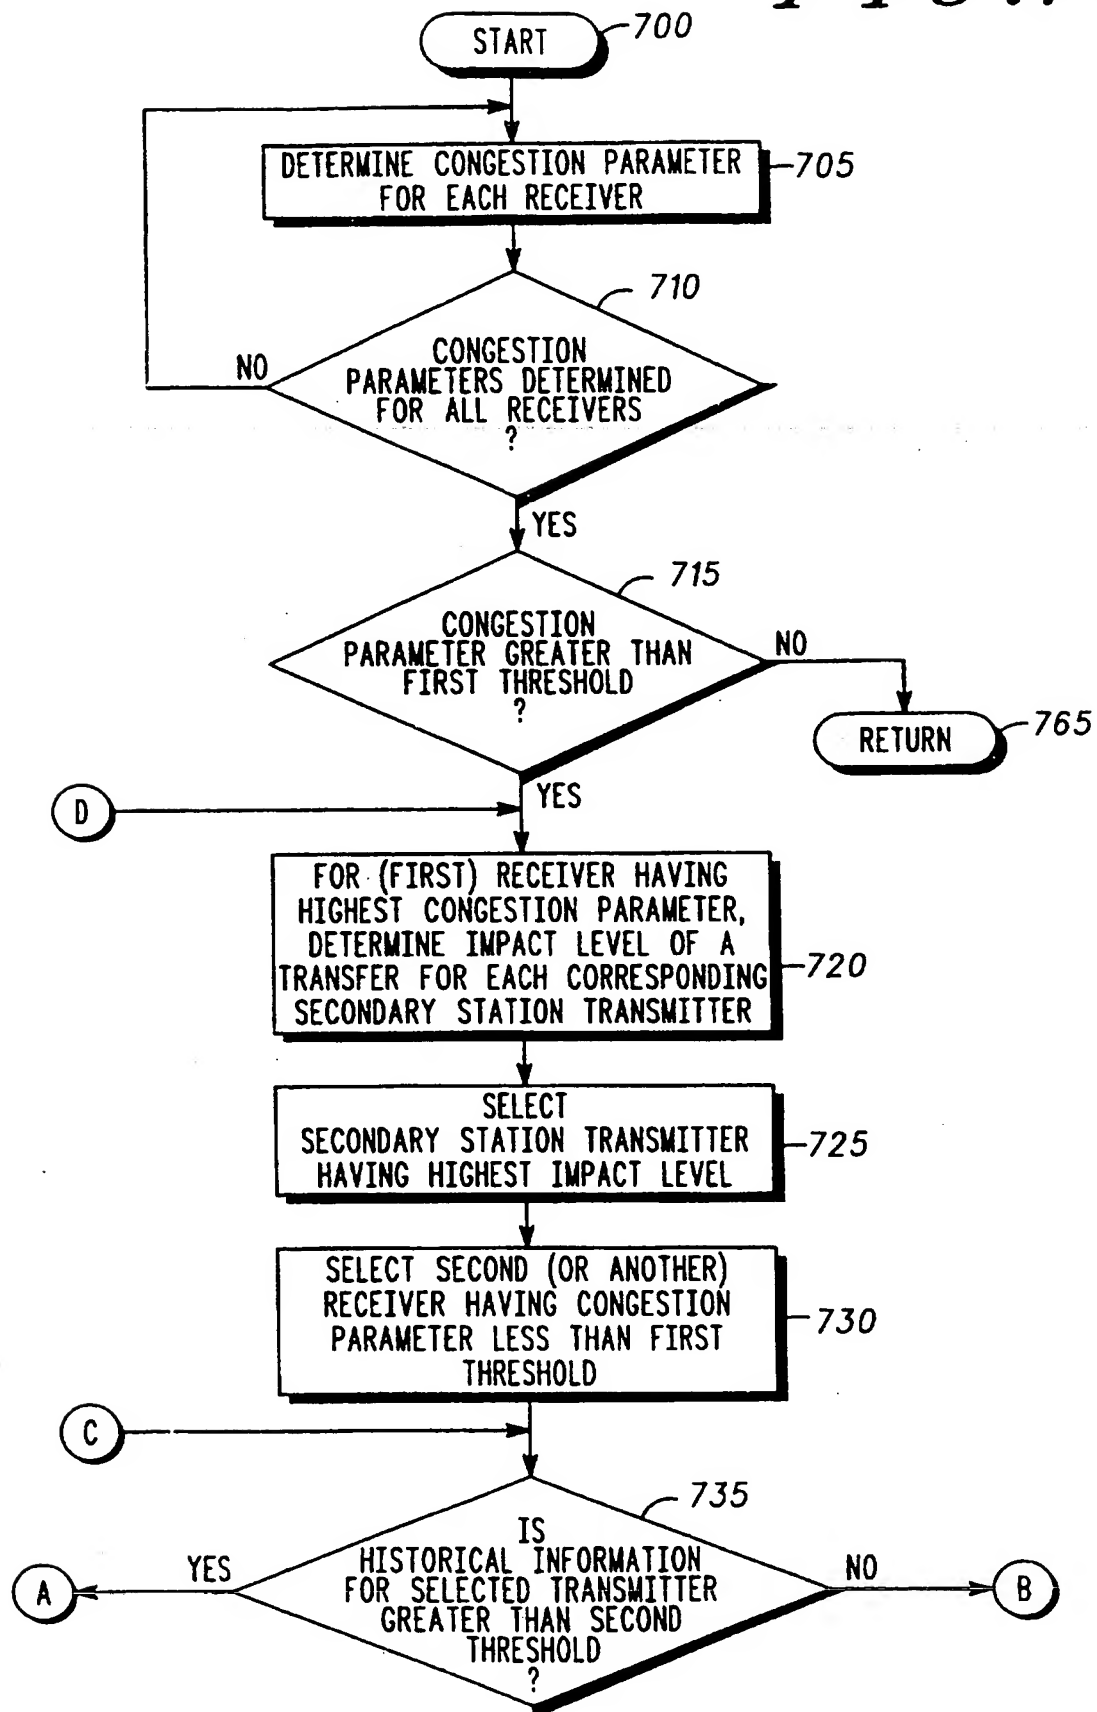 START
700
DETERMINE CONGESTION PARAMETER
FOR EACH RECEIVER
705
710
CONGESTION
PARAMETERS DETERMINED
FOR ALL RECEIVERS
?
NO
YES
715
CONGESTION
PARAMETER GREATER THAN
FIRST THRESHOLD
?
NO
RETURN
765
YES
D
FOR (FIRST) RECEIVER HAVING
HIGHEST CONGESTION PARAMETER,
DETERMINE IMPACT LEVEL OF A
TRANSFER FOR EACH CORRESPONDING
SECONDARY STATION TRANSMITTER
720
SELECT
SECONDARY STATION TRANSMITTER
HAVING HIGHEST IMPACT LEVEL
725
SELECT SECOND (OR ANOTHER)
RECEIVER HAVING CONGESTION
PARAMETER LESS THAN FIRST
THRESHOLD
730
C
735
IS
HISTORICAL INFORMATION
FOR SELECTED TRANSMITTER
GREATER THAN SECOND
THRESHOLD
?
YES
A
NO
B